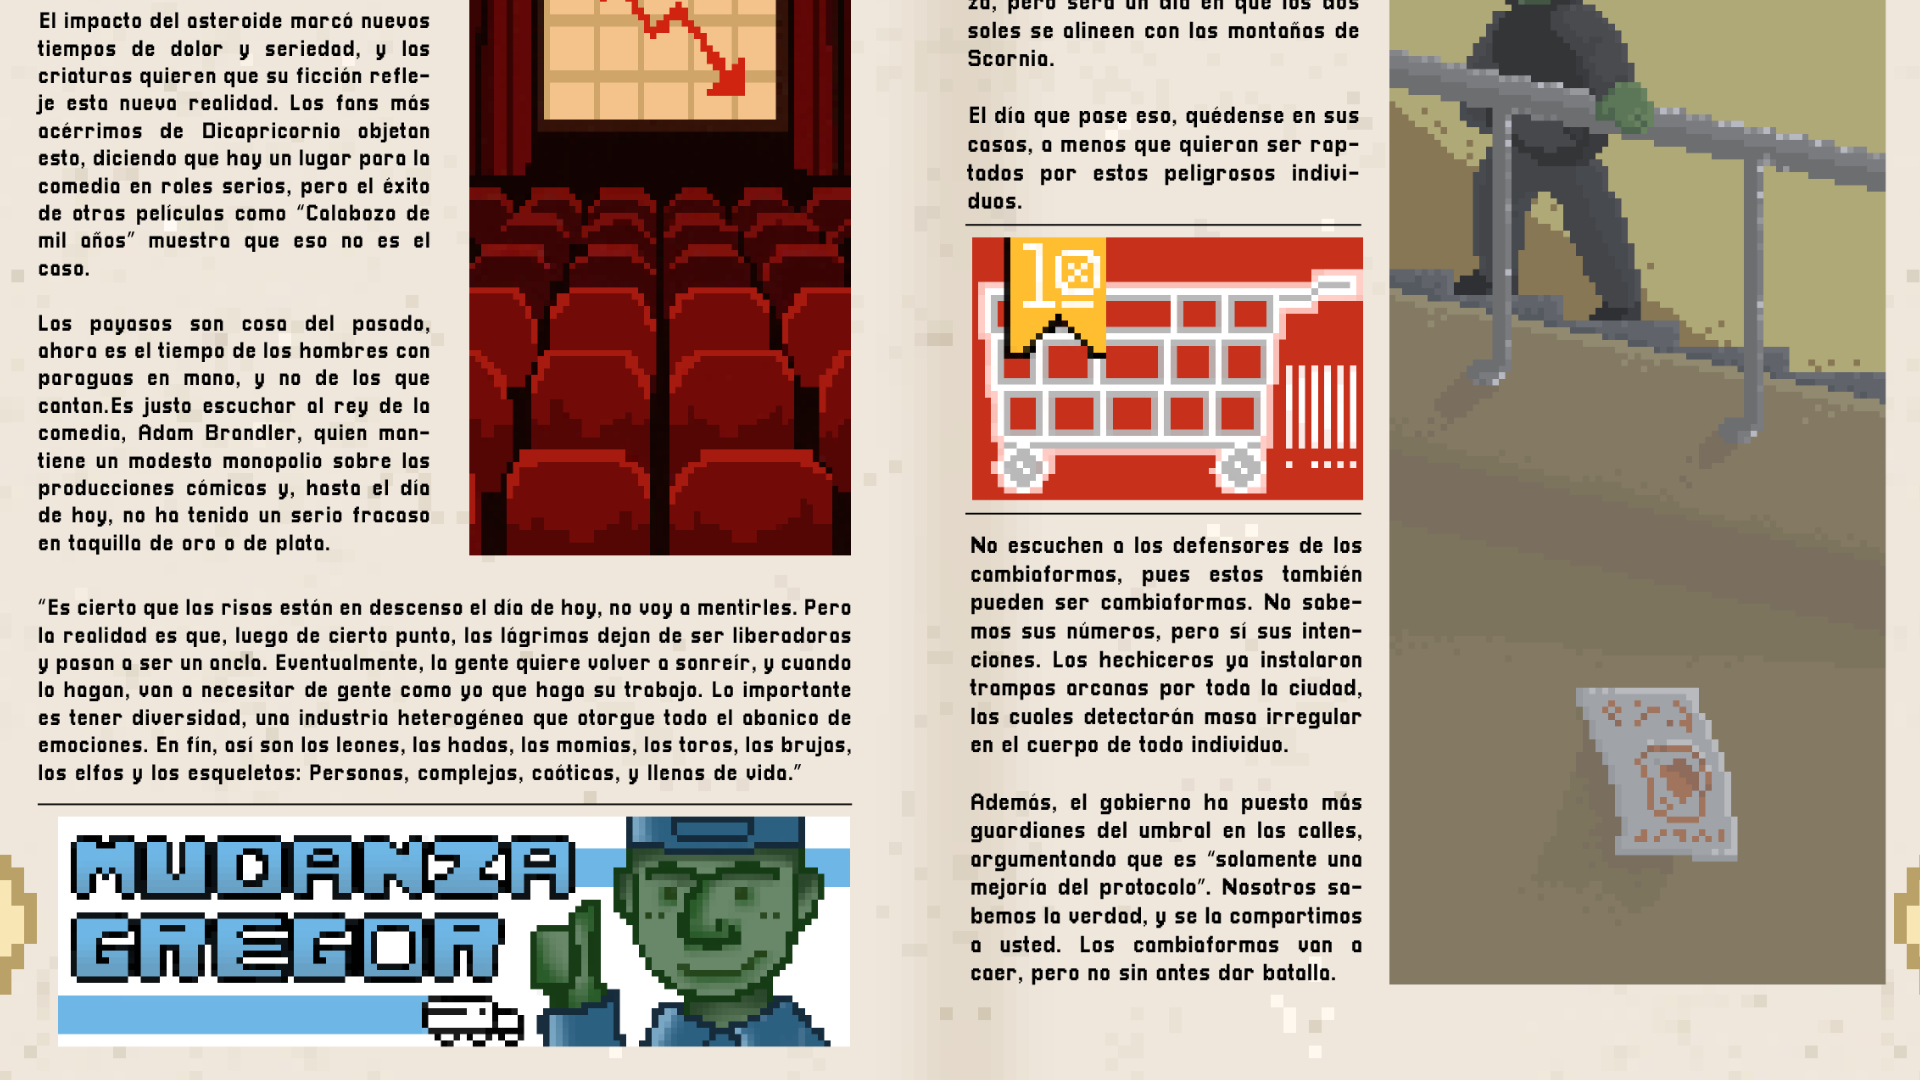 El impacto del asteroide marcó nuevos
tiempos de dolor y seriedad, y las
criaturas quieren que su ficción refle-
je esta nueva realidad. Los fans más
acérrimos de Dicapricornio objetan
esto, diciendo que hay un lugar para la
comedia en roles serios, pero el éxito
de otras películas como “Calabozo de
mil años” muestra que eso no es el
caso.
Los payasos son cosa del pasado,
ahora es el tiempo de los hombres con
paraguas en mano, y no de los que
cantan.Es justo escuchar al rey de la
comedia, Adam Brandler, quien man-
tiene un modesto monopolio sobre las
producciones cómicas y, hasta el día
de hoy, no ha tenido un serio fracaso
en taquilla de oro o de plata.
“Es cierto que las risas están en descenso el día de hoy, no voy a mentirles. Pero
la realidad es que, luego de cierto punto, las lágrimas dejan de ser liberadoras
y pasan a ser un ancla. Eventualmente, la gente quiere volver a sonreír, y cuando
lo hagan, van a necesitar de gente como yo que haga su trabajo. Lo importante
es tener diversidad, una industria heterogénea que otorgue todo el abanico de
emociones. En fín, así son los leones, las hadas, las momias, los toros, las brujas,
los elfos y los esqueletos: Personas, complejas, caóticas, y llenas de vida.”
MUDANZA
GREGOR
za, pero será un día en que los dos
soles se alineen con las montañas de
Scornia.
El día que pase eso, quédense en sus
casas, a menos que quieran ser rap-
tados por estos peligrosos indivi-
duos.
No escuchen a los defensores de los
cambiaformas, pues estos también
pueden ser cambiaformas. No sabe-
mos sus números, pero sí sus inten-
ciones. Los hechiceros ya instalaron
trampas arcanas por toda la ciudad,
las cuales detectarán masa irregular
en el cuerpo de todo individuo.
Además, el gobierno ha puesto más
guardianes del umbral en las calles,
argumentando que es “solamente una
mejoría del protocolo”. Nosotros sa-
bemos la verdad, y se la compartimos
a usted. Los cambiaformas van a
caer, pero no sin antes dar batalla.